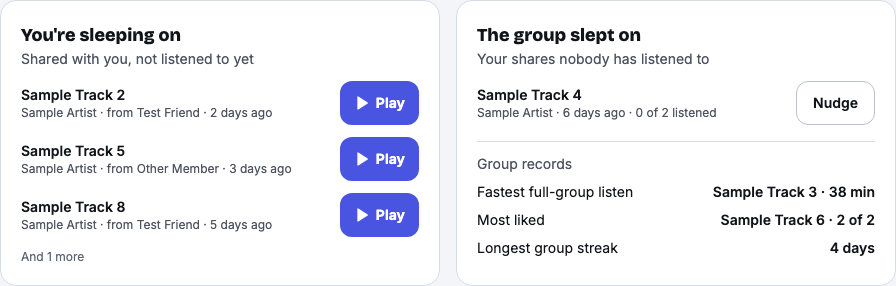 You're sleeping on
Shared with you, not listened to yet
Sample Track 2
Sample Artist · from Test Friend · 2 days ago
Play
Sample Track 5
Sample Artist · from Other Member · 3 days ago
Play
Sample Track 8
Sample Artist · from Test Friend · 5 days ago
Play
And 1 more
The group slept on
Your shares nobody has listened to
Sample Track 4
Sample Artist · 6 days ago · 0 of 2 listened
Nudge
Group records
Fastest full-group listen Sample Track 3 · 38 min
Most liked Sample Track 6 · 2 of 2
Longest group streak 4 days